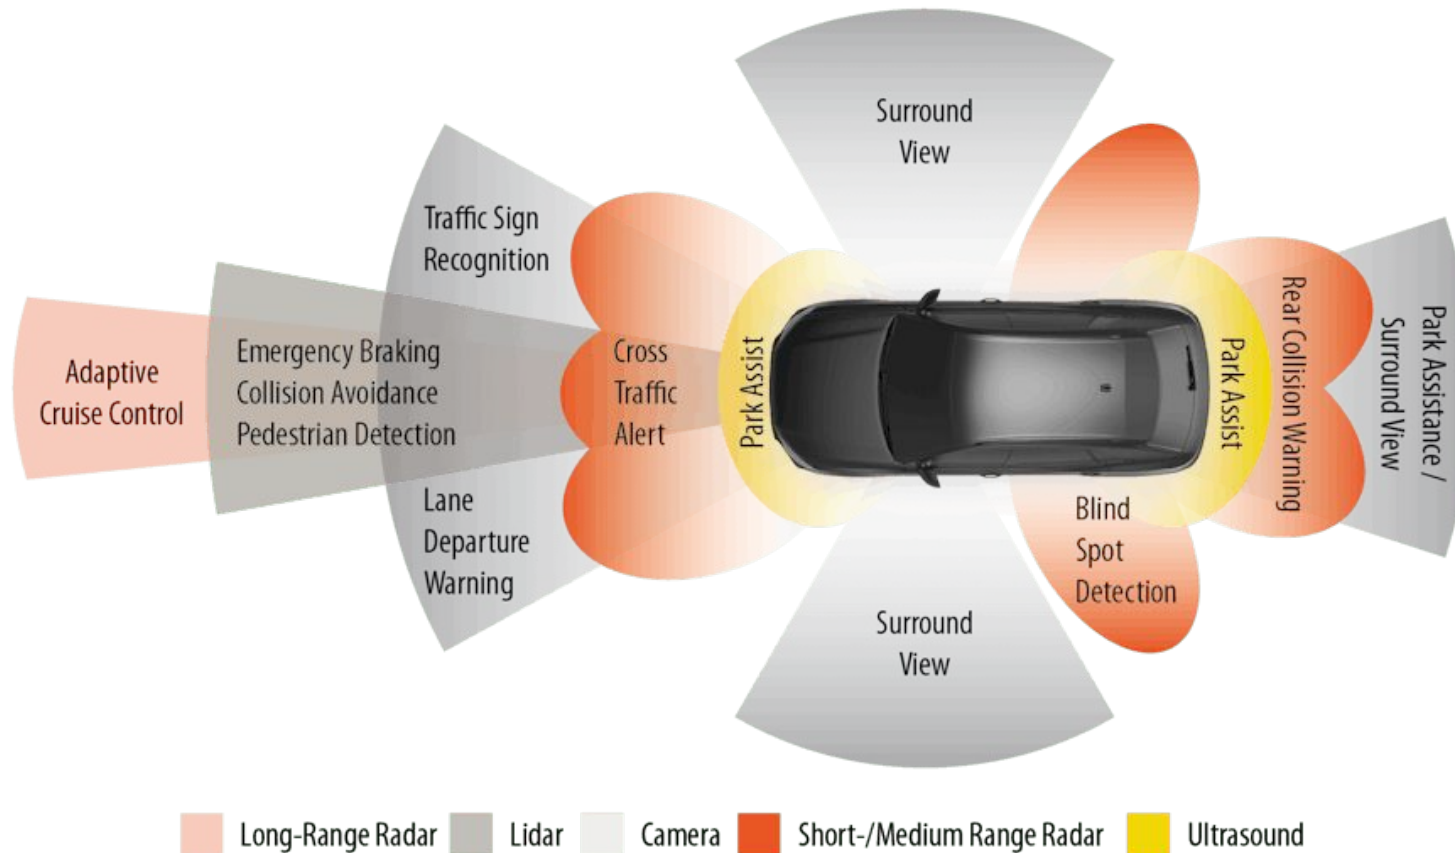 Surround
View
Traffic Sign
Recognition
Adaptive
Cruise Control
Emergency Braking
Collision Avoidance
Pedestrian Detection
Cross
Traffic
Alert
Park Assist
Park Assist
Rear Collision Warning
Park Assistance /
Surround View
Lane
Departure
Warning
Blind
Spot
Detection
Surround
View
Long-Range Radar
Lidar
Camera
Short-/Medium Range Radar
Ultrasound